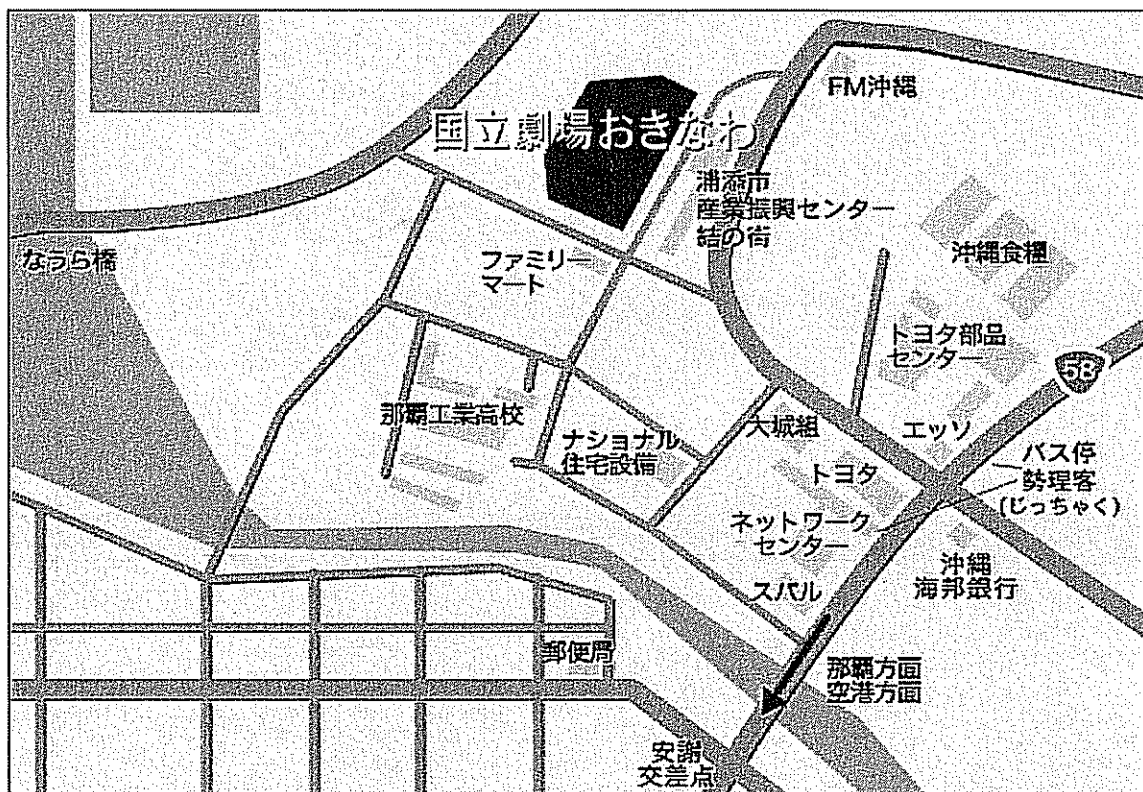 FM沖縄
国立劇場おきなわ
浦添市
産業振興センター
結の街
なうら橋
ファミリー
マート
沖縄食糧
トヨタ部品
センター
58
那覇工業高校
ナショナル
住宅設備
大城組
エッソ
トヨタ
バス停
勢理客
(じっちゃく)
ネットワーク
センター
沖縄
海邦銀行
スバル
郵便局
那覇方面
空港方面
安謝
交差点